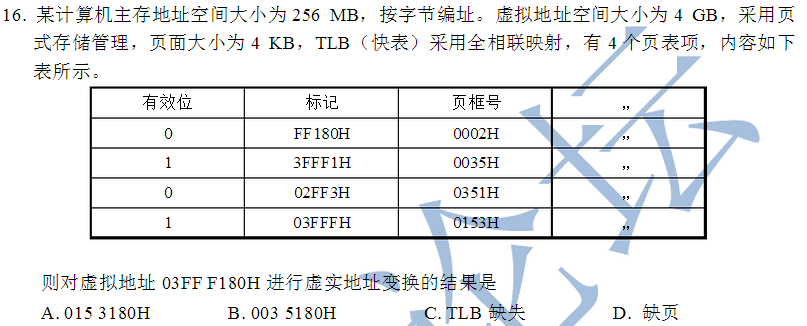 16. 某计算机主存地址空间大小为 256 MB，按字节编址。虚拟地址空间大小为 4 GB，采用页
式存储管理，页面大小为 4 KB，TLB（快表）采用全相联映射，有 4 个页表项，内容如下
表所示。
有效位 标记 页框号 ”
0 FF180H 0002H ”
1 3FFF1H 0035H ”
0 02FF3H 0351H ”
1 03FFFH 0153H ”
则对虚拟地址 03FF F180H 进行虚实地址变换的结果是
A. 015 3180H B. 003 5180H C. TLB 缺失 D. 缺页